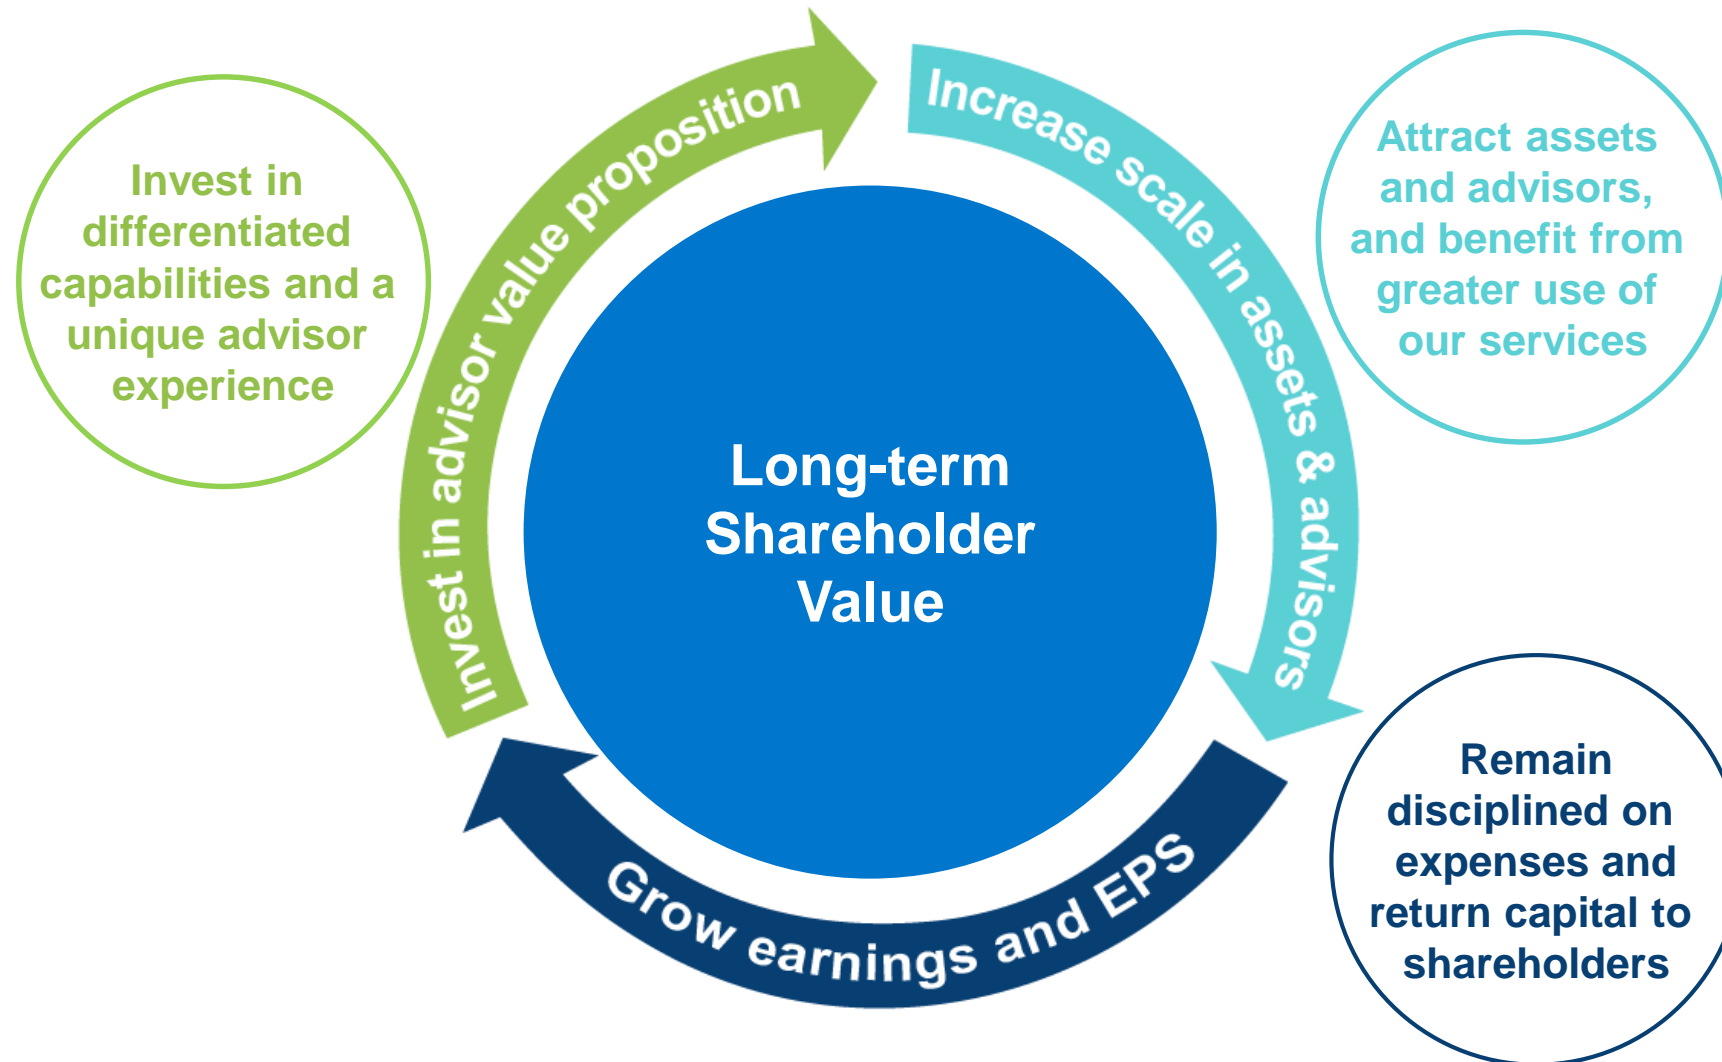 Invest in
differentiated
capabilities and a
unique advisor
experience
Invest in advisor value proposition
Increase scale in assets & advisors
Attract assets
and advisors,
and benefit from
greater use of
our services
Long-term
Shareholder
Value
Grow earnings and EPS
Remain
disciplined on
expenses and
return capital to
shareholders